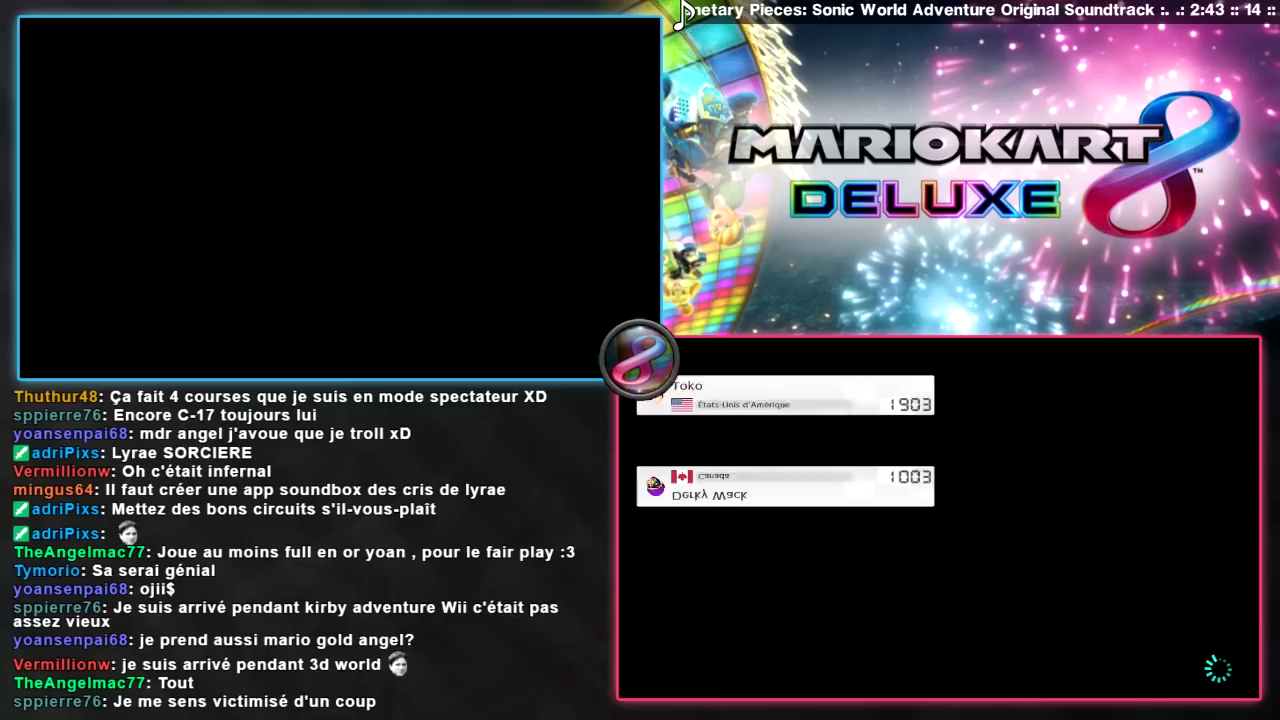 netary Pieces: Sonic World Adventure Original Soundtrack :. .: 2:43 :: 14 ::
MARIOKART 8
DELUXE
TM
Thuthur48: Ça fait 4 courses que je suis en mode spectateur XD
sppierre76: Encore C-17 toujours lui
yoansenpai68: mdr angel j'avoue que je troll xD
adriPixs: Lyrae SORCIERE
Vermillionw: Oh c'était infernal
mingus64: Il faut créer une app soundbox des cris de lyrae
adriPixs: Mettez des bons circuits s'il-vous-plaît
adriPixs:
TheAngelmac77: Joue au moins full en or yoan , pour le fair play :3
Tymorio: Sa serai génial
yoansenpai68: ojii$
sppierre76: Je suis arrivé pendant kirby adventure Wii c'était pas
assez vieux
yoansenpai68: je prend aussi mario gold angel?
Vermillionw: je suis arrivé pendant 3d world
TheAngelmac77: Tout
sppierre76: Je me sens victimisé d'un coup
Toko
États-Unis d'Amérique 1903
Canada 1003
Derky Wack